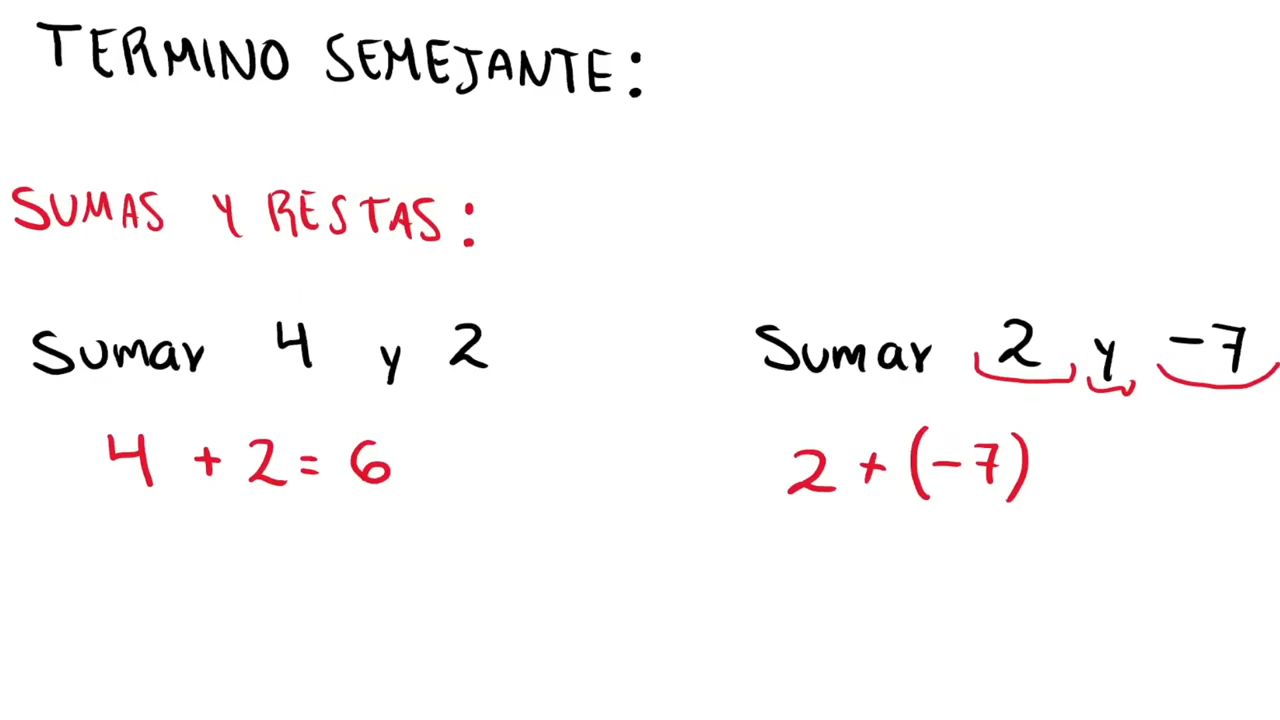 TERMINO SEMEJANTE:
SUMAS Y RESTAS:
Sumar 4 y 2
4 + 2 = 6
Sumar 2 y -7
2 + (-7)